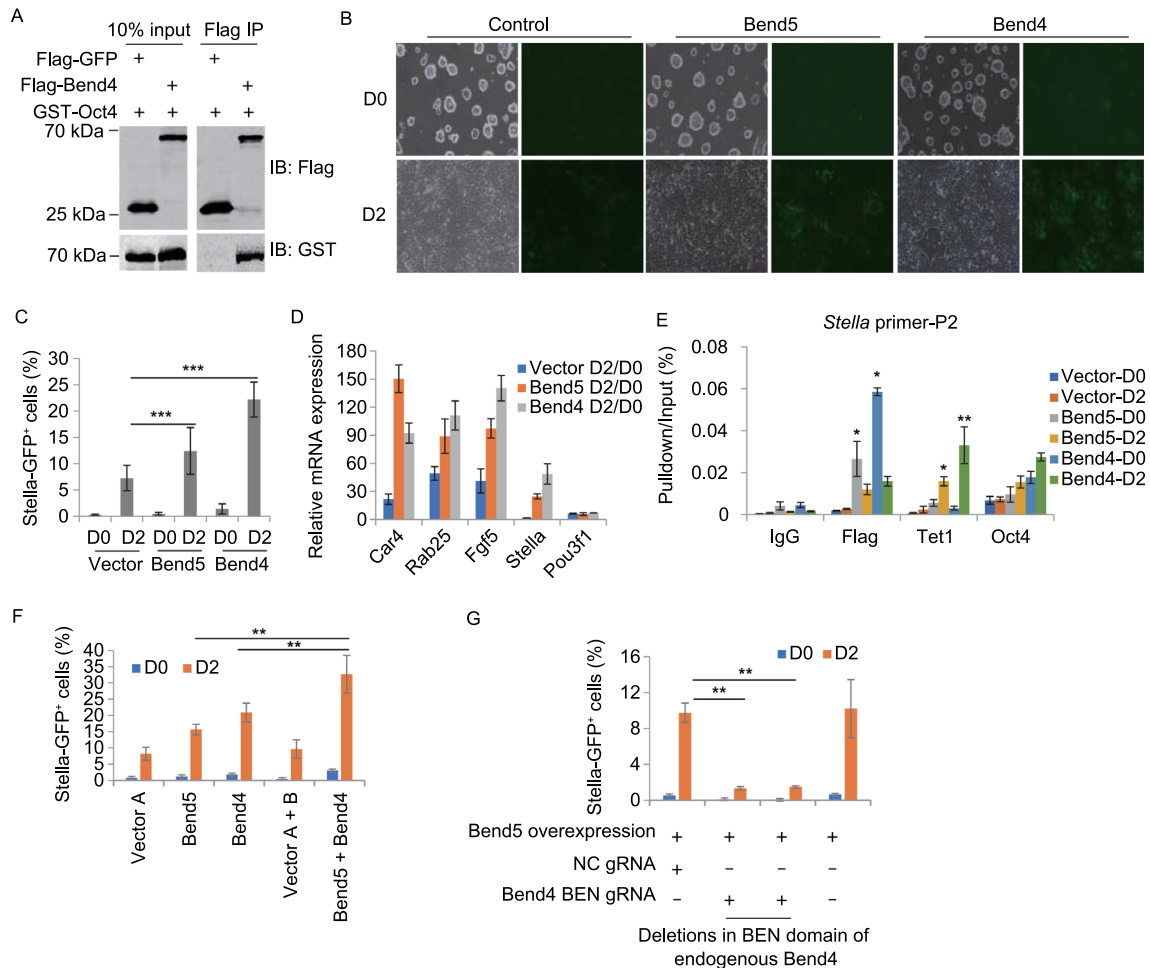 A
10% input Flag IP
Flag-GFP + +
Flag-Bend4 + +
GST-Oct4 + + + +
70 kDa
IB: Flag
25 kDa
70 kDa
IB: GST
B
Control Bend5 Bend4
D0
D2
C
Stella-GFP+ cells (%)
30
25
20
15
10
5
0
*** ***
D0 D2 D0 D2 D0 D2
Vector Bend5 Bend4
D
Relative mRNA expression
180
150
120
90
60
30
0
Vector D2/D0
Bend5 D2/D0
Bend4 D2/D0
Car4 Rab25 Fgf5 Stella Pou3f1
E
Stella primer-P2
Pulldown/Input (%)
0.08
0.06
0.04
0.02
0
* * * **
IgG Flag Tet1 Oct4
Vector-D0
Vector-D2
Bend5-D0
Bend5-D2
Bend4-D0
Bend4-D2
F
Stella-GFP+ cells (%)
40
35
30
25
20
15
10
5
0
D0 D2
** **
Vector A Bend5 Bend4 Vector A + B Bend5 + Bend4
G
Stella-GFP+ cells (%)
16
12
8
4
0
D0 D2
** **
Bend5 overexpression + + + +
NC gRNA + - - -
Bend4 BEN gRNA - + + -
Deletions in BEN domain of
endogenous Bend4